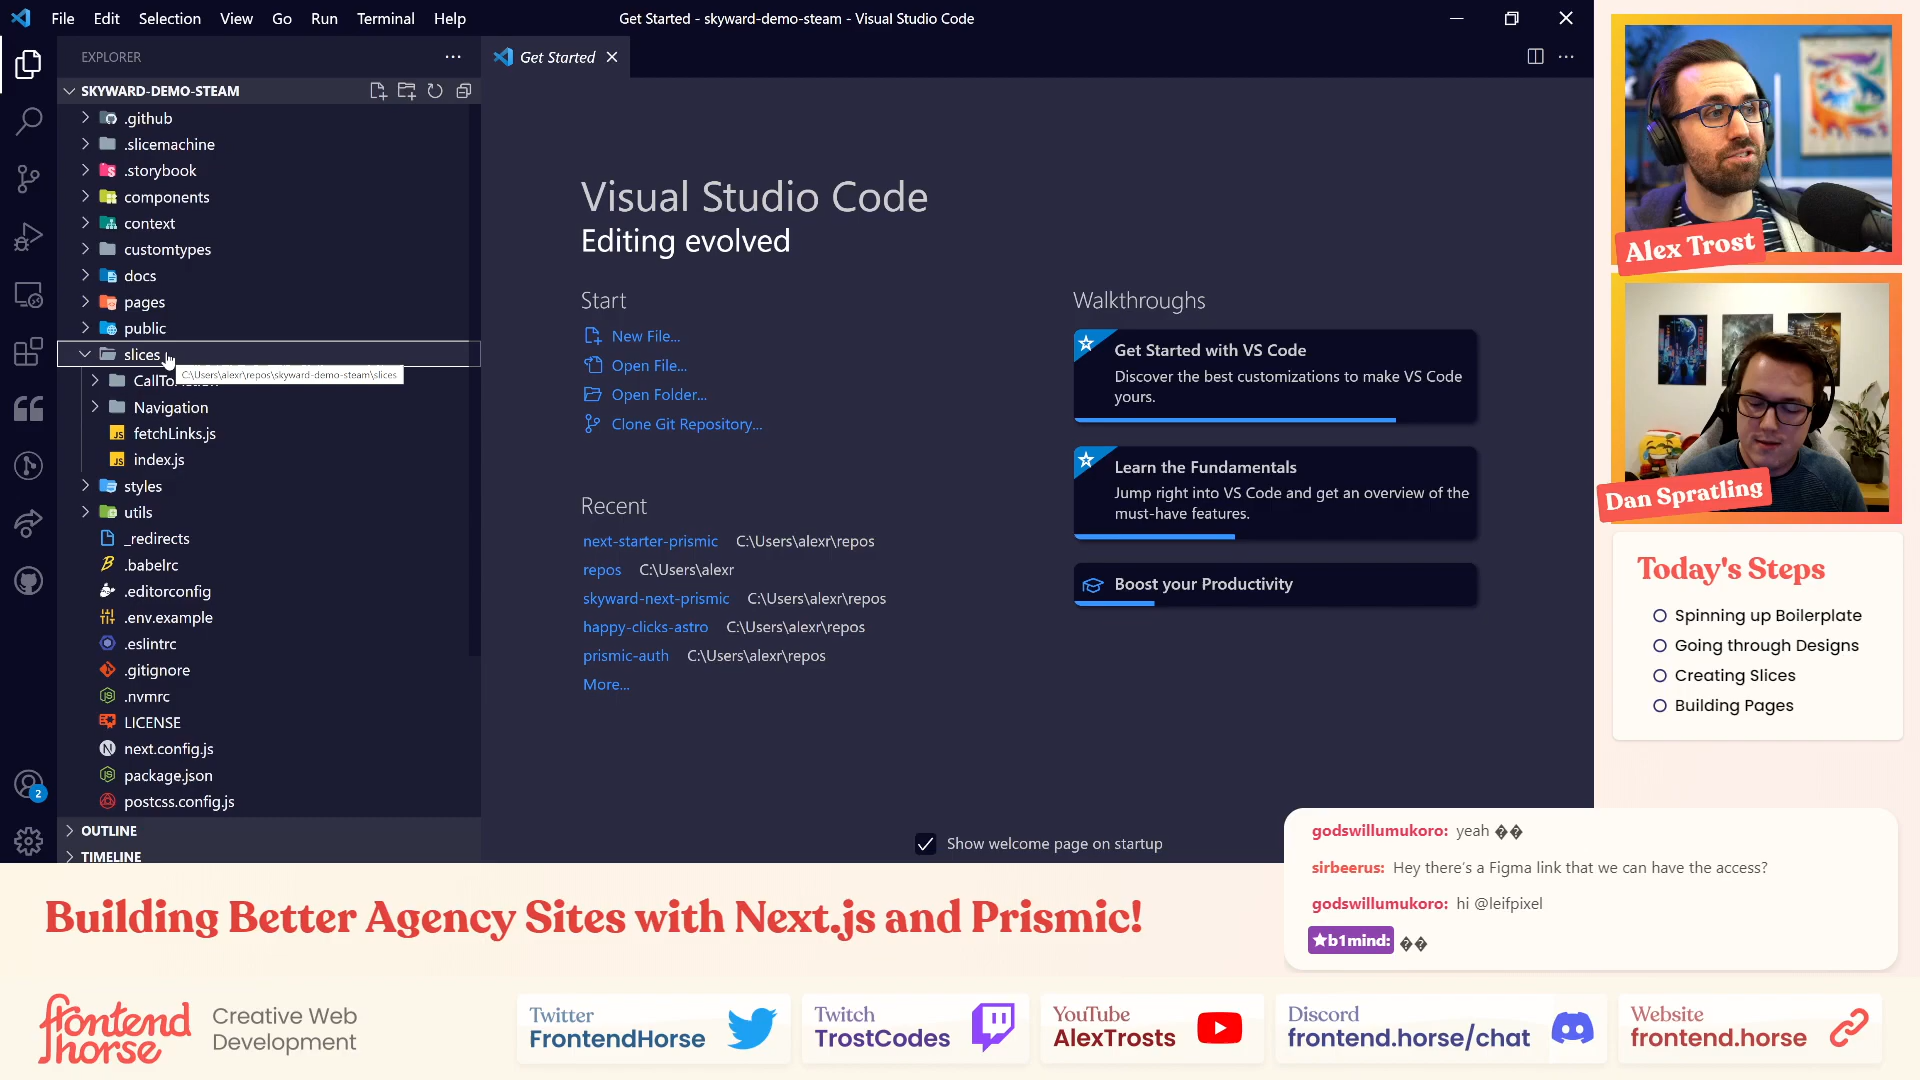 File Edit Selection View Go Run Terminal Help
Get Started - skyward-demo-steam - Visual Studio Code
EXPLORER
Get Started
SKYWARD-DEMO-STEAM
.github
.slicemachine
.storybook
components
context
customtypes
docs
pages
public
slices
C:\Users\alexr\repos\skyward-demo-steam\slices
Navigation
fetchLinks.js
index.js
styles
utils
_redirects
.babelrc
.editorconfig
.env.example
.eslintrc
.gitignore
.nvmrc
LICENSE
next.config.js
package.json
postcss.config.js
OUTLINE
TIMELINE
2
Visual Studio Code
Editing evolved
Start
New File...
Open File...
Open Folder...
Clone Git Repository...
Recent
next-starter-prismic C:\Users\alexr\repos
repos C:\Users\alexr
skyward-next-prismic C:\Users\alexr\repos
happy-clicks-astro C:\Users\alexr\repos
prismic-auth C:\Users\alexr\repos
More...
Walkthroughs
Get Started with VS Code
Discover the best customizations to make VS Code
yours.
Learn the Fundamentals
Jump right into VS Code and get an overview of the
must-have features.
Boost your Productivity
Show welcome page on startup
Alex Trost
Dan Spratling
Today's Steps
Spinning up Boilerplate
Going through Designs
Creating Slices
Building Pages
godswillumukoro: yeah ��
sirbeerus: Hey there's a Figma link that we can have the access?
godswillumukoro: hi @leifpixel
★b1mind: ��
Building Better Agency Sites with Next.js and Prismic!
frontend
horse
Creative Web
Development
Twitter
FrontendHorse
Twitch
TrostCodes
YouTube
AlexTrosts
Discord
frontend.horse/chat
Website
frontend.horse